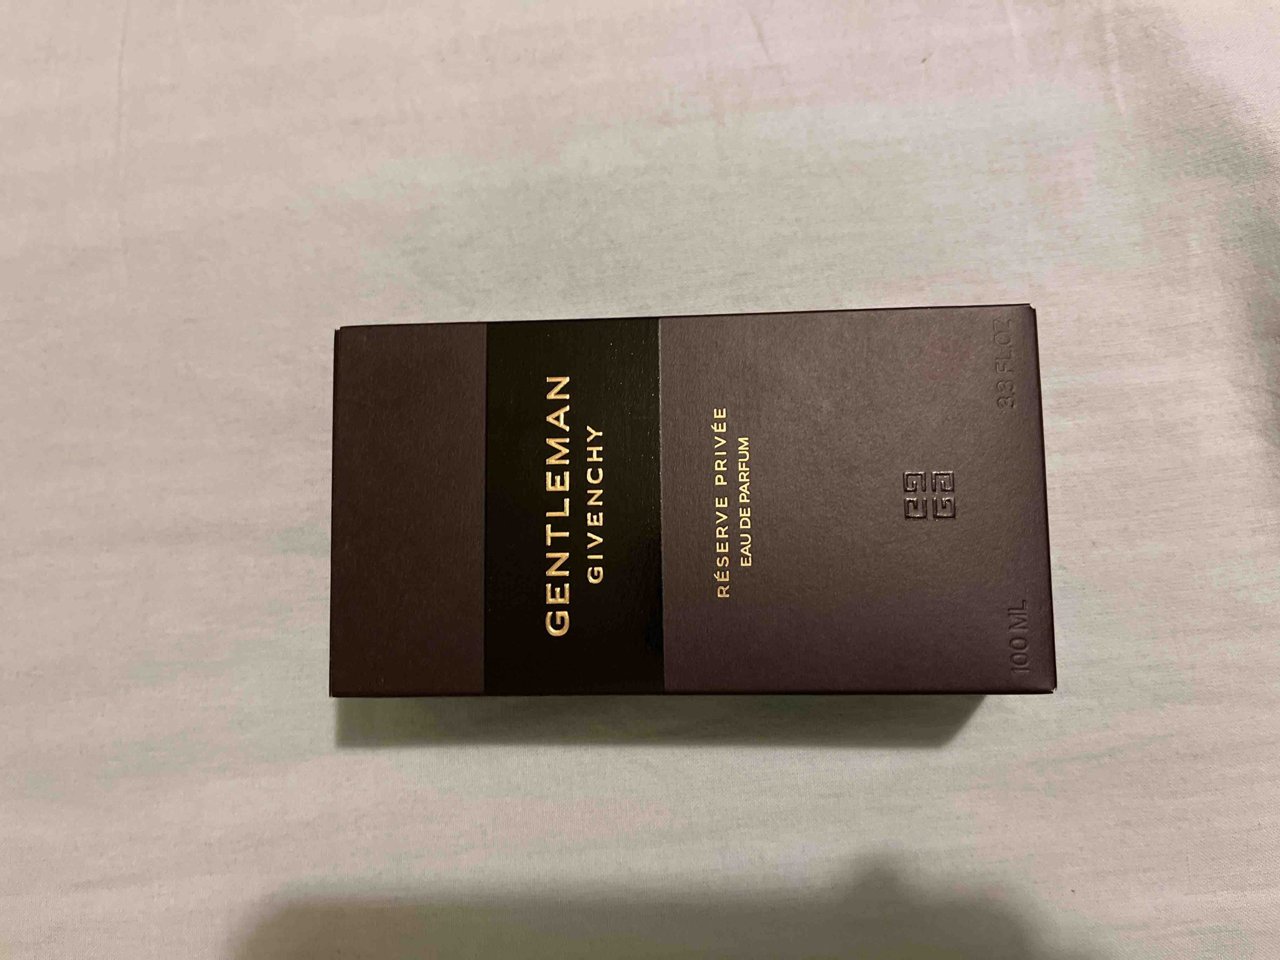 GENTLEMAN
GIVENCHY
RÉSERVE PRIVÉE
EAU DE PARFUM
100 ML 3.3 FL.OZ